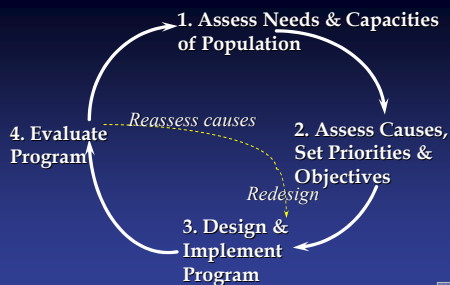 1. Assess Needs & Capacities
of Population
Reassess causes
4. Evaluate
Program
2. Assess Causes,
Set Priorities &
Objectives
Redesign
3. Design &
Implement
Program